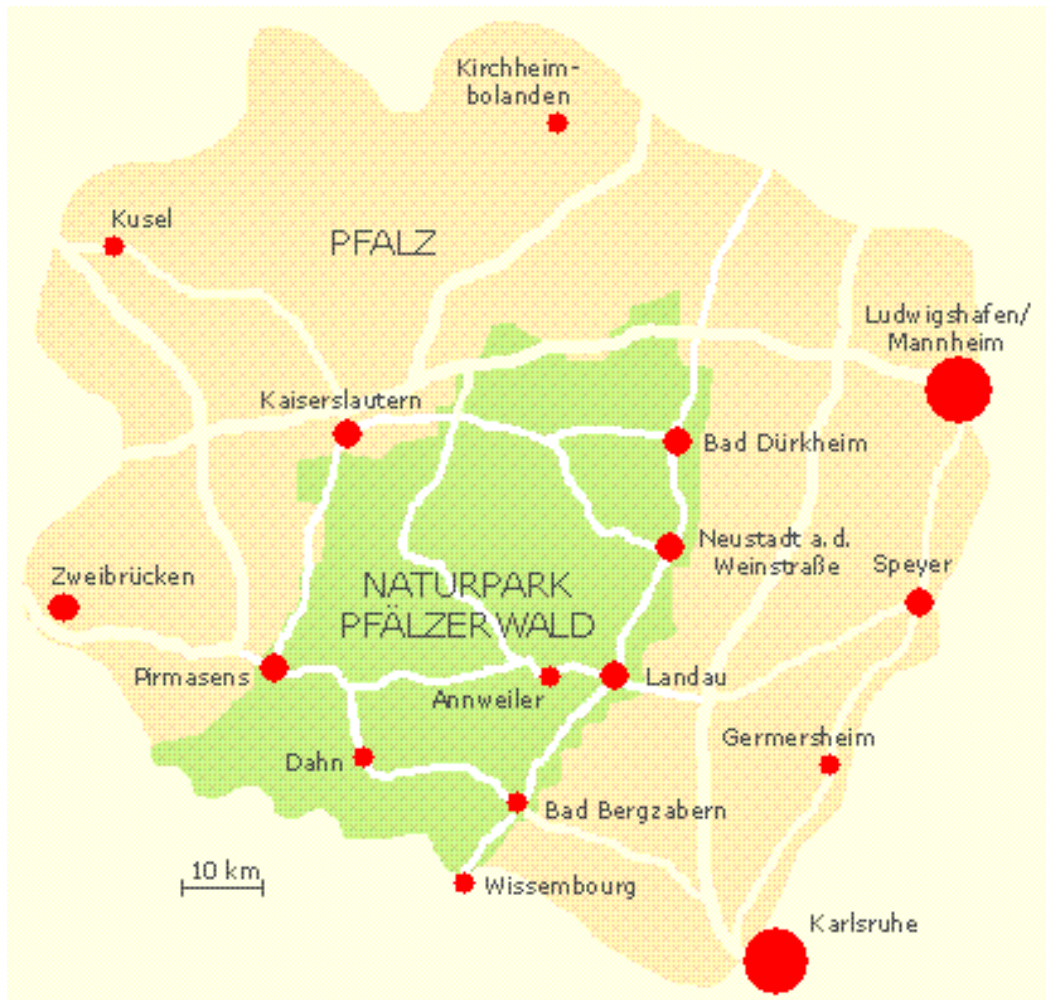 Kirchheim-
bolanden
Kusel
PFALZ
Ludwigshafen/
Mannheim
Kaiserslautern
Bad Dürkheim
Neustadt a.d.
Weinstraße
Speyer
Zweibrücken
NATURPARK
PFÄLZERWALD
Pirmasens
Landau
Annweiler
Germersheim
Dahn
Bad Bergzabern
10 km
Wissembourg
Karlsruhe